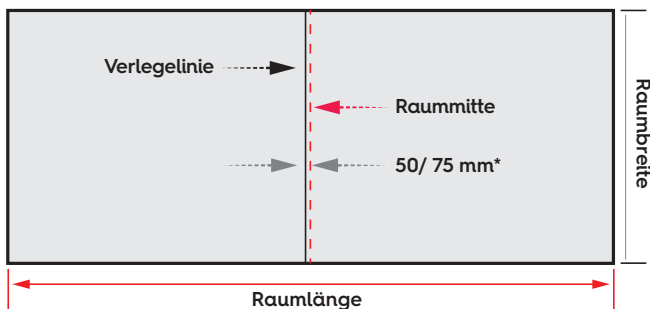 Verlegelinie
Raummitte
50/ 75 mm*
Raumbreite
Raumlänge